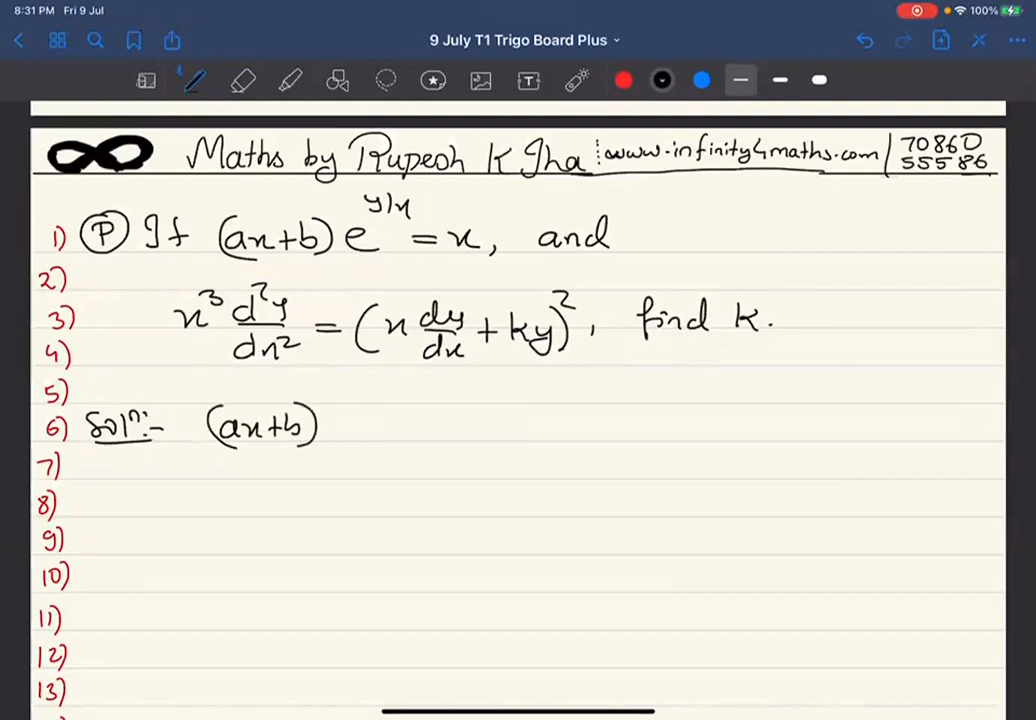 8:31 PM Fri 9 Jul
100%
9 July T1 Trigo Board Plus
T
Maths by Rupesh K Jha www.infinity4maths.com 70860 55586
1) (P) If (ax+b) e^{y/x} = x, and
2)
3) x³ d²y/dx² = (x dy/dx + ky)², find k.
4)
5)
6) Solⁿ:- (ax+b)
7)
8)
9)
10)
11)
12)
13)